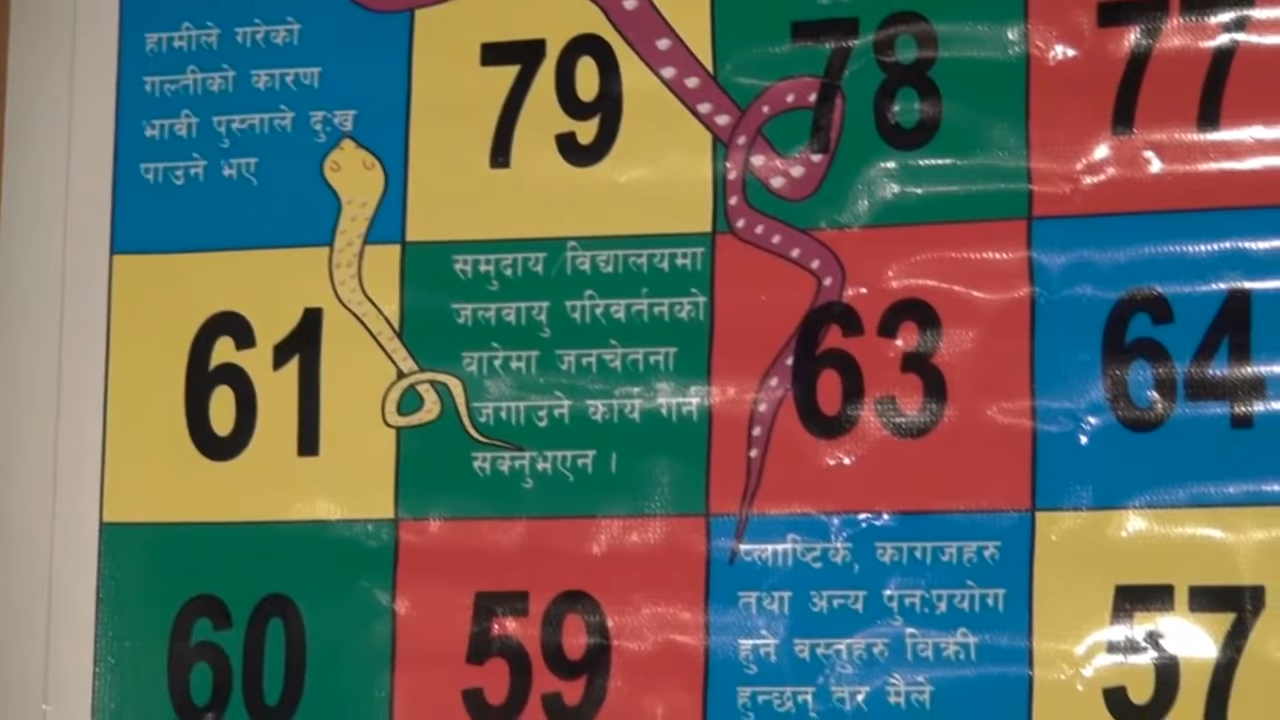 हामीले गरेको
गल्तीको कारण
भावी पुस्ताले दुःख
पाउने भए
79
78
77
61
समुदाय विद्यालयमा
जलवायु परिवर्तनको
बारेमा जनचेतना
जगाउने कार्य गर्न
सक्नुभएन ।
63
64
60
59
प्लाष्टिक, कागजहरु
तथा अन्य पुनःप्रयोग
हुने वस्तुहरु विक्री
हुन्छन् तर मैले
57